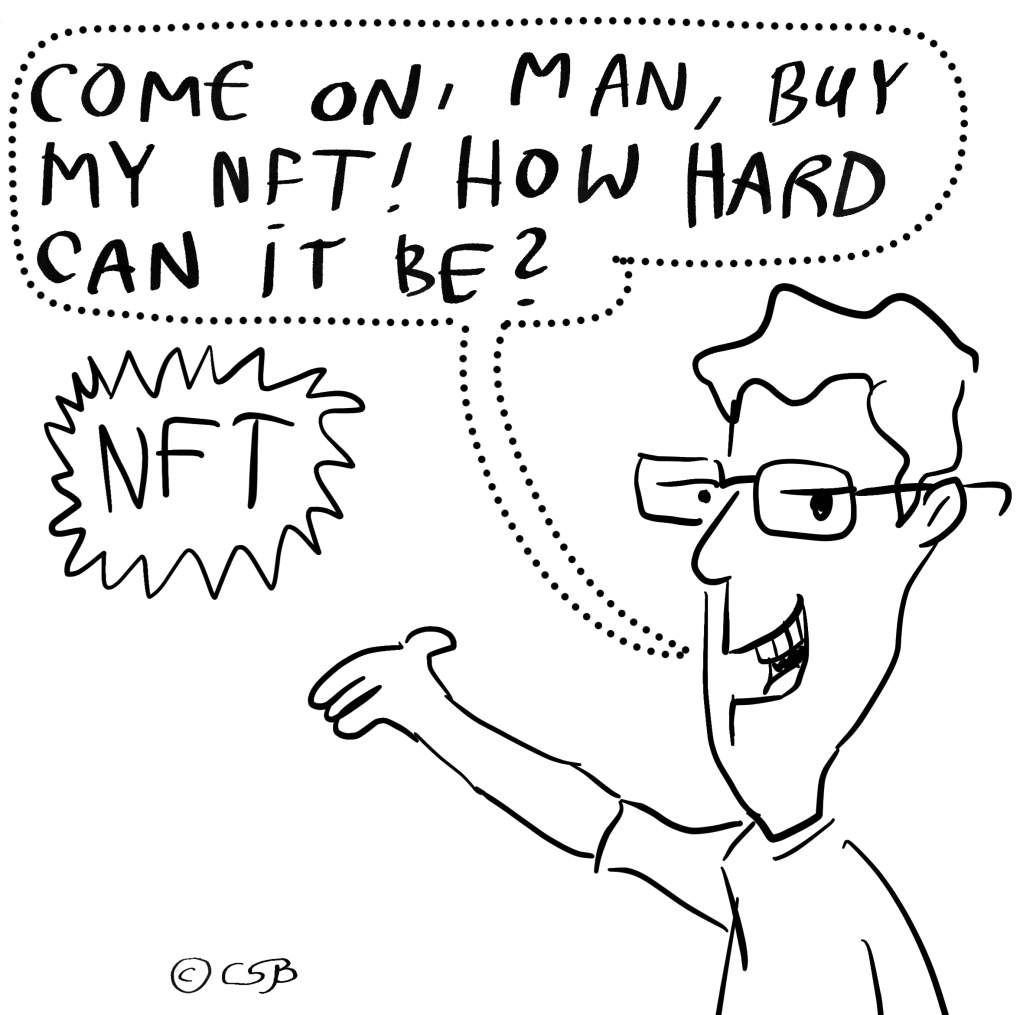 COME ON, MAN, BUY
MY NFT! HOW HARD
CAN IT BE?
NFT
© CSB